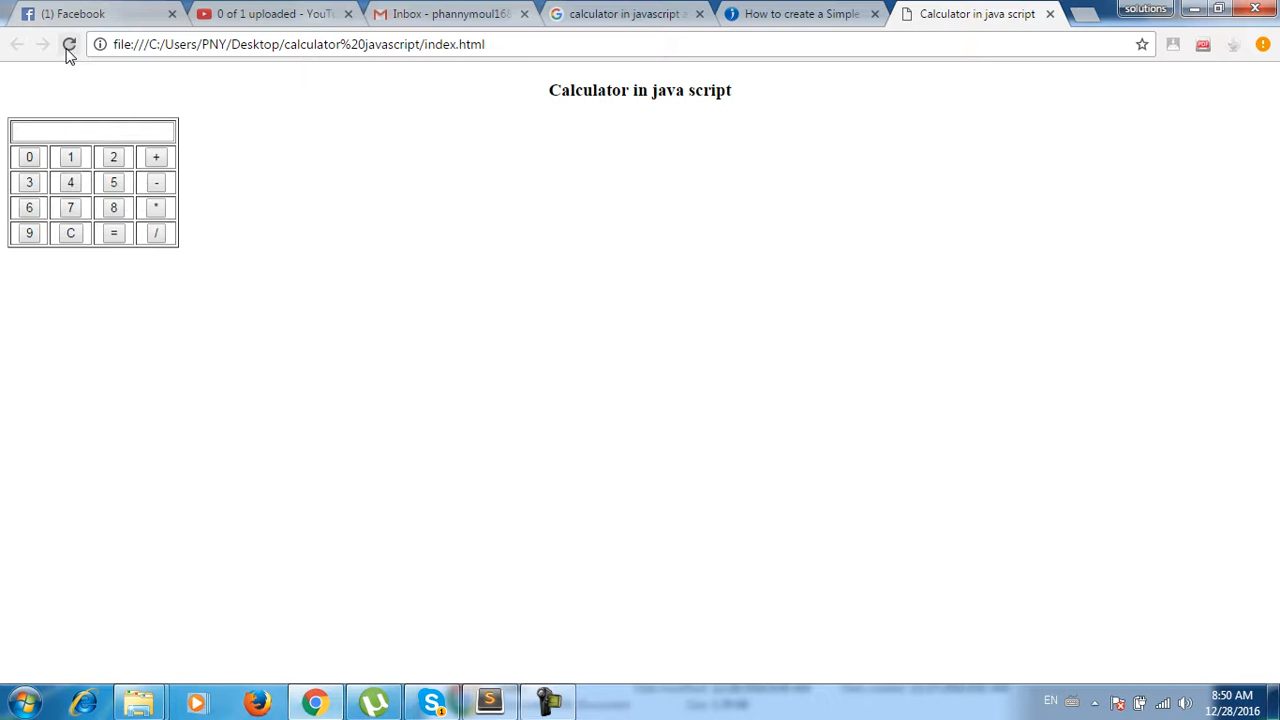 (1) Facebook
0 of 1 uploaded - YouTu
Inbox - phannymoul16@
calculator in javascript a
How to create a Simple
Calculator in java script
solutions
file:///C:/Users/PNY/Desktop/calculator%20javascript/index.html
PDF
Calculator in java script
0 1 2 +
3 4 5 -
6 7 8 *
9 C = /
EN
8:50 AM
12/28/2016